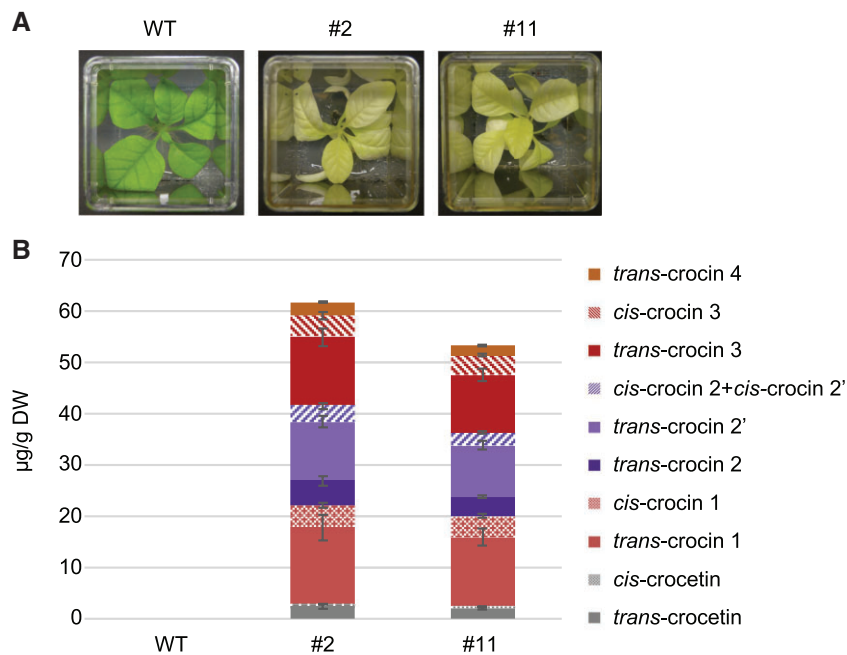 A
WT #2 #11
B
70
60
50
40
30
20
10
0
µg/g DW
WT #2 #11
trans-crocin 4
cis-crocin 3
trans-crocin 3
cis-crocin 2+cis-crocin 2’
trans-crocin 2’
trans-crocin 2
cis-crocin 1
trans-crocin 1
cis-crocetin
trans-crocetin